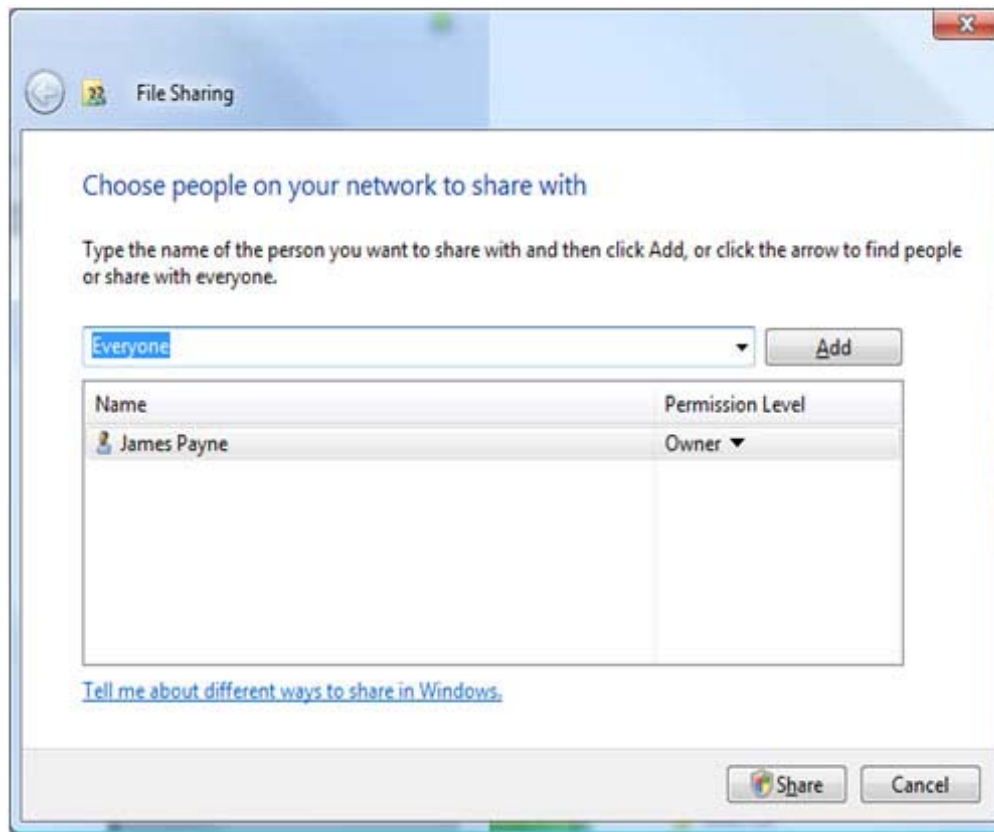 File Sharing
Choose people on your network to share with
Type the name of the person you want to share with and then click Add, or click the arrow to find people
or share with everyone.
Everyone
Add
Name Permission Level
James Payne Owner
Tell me about different ways to share in Windows.
Share Cancel